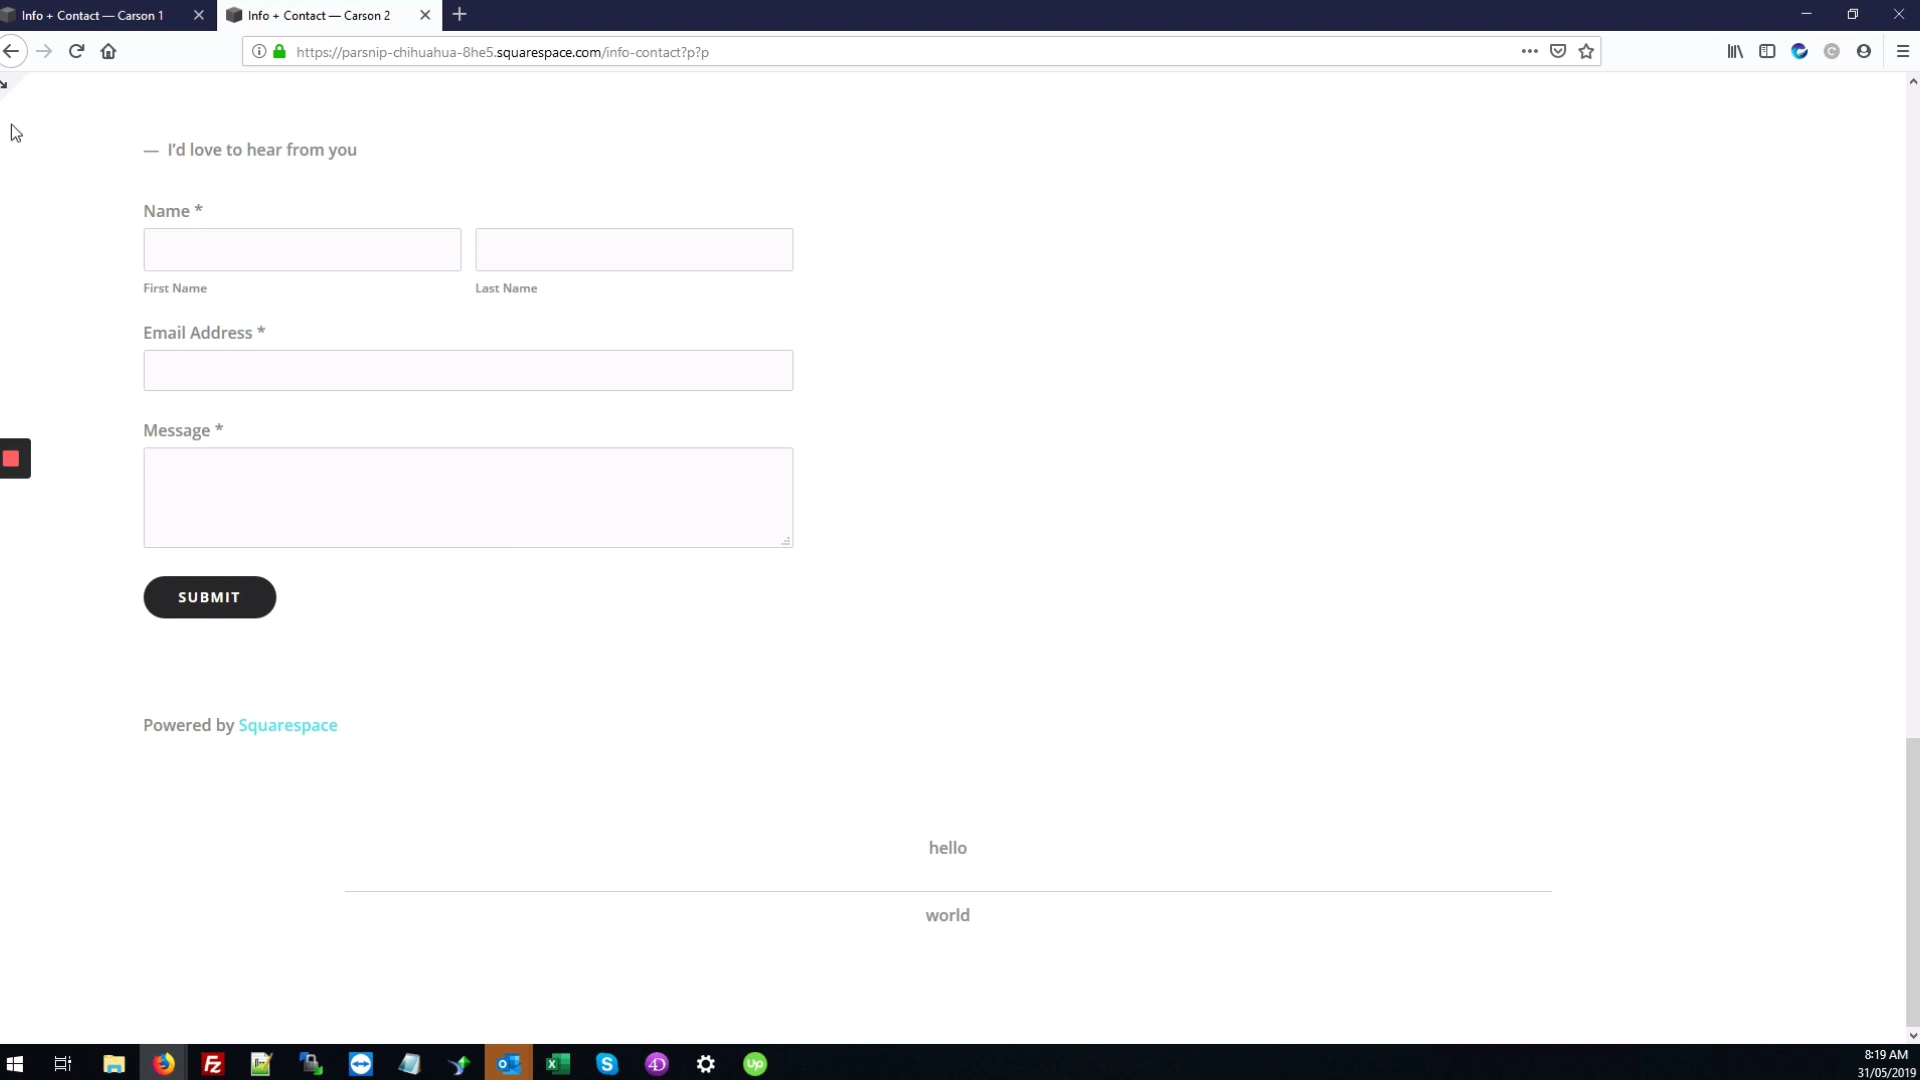 Info + Contact — Carson 1
Info + Contact — Carson 2
https://parsnip-chihuahua-8he5.squarespace.com/info-contact?p?p
— I'd love to hear from you
Name *
First Name
Last Name
Email Address *
Message *
SUBMIT
Powered by Squarespace
hello
world
8:19 AM
31/05/2019